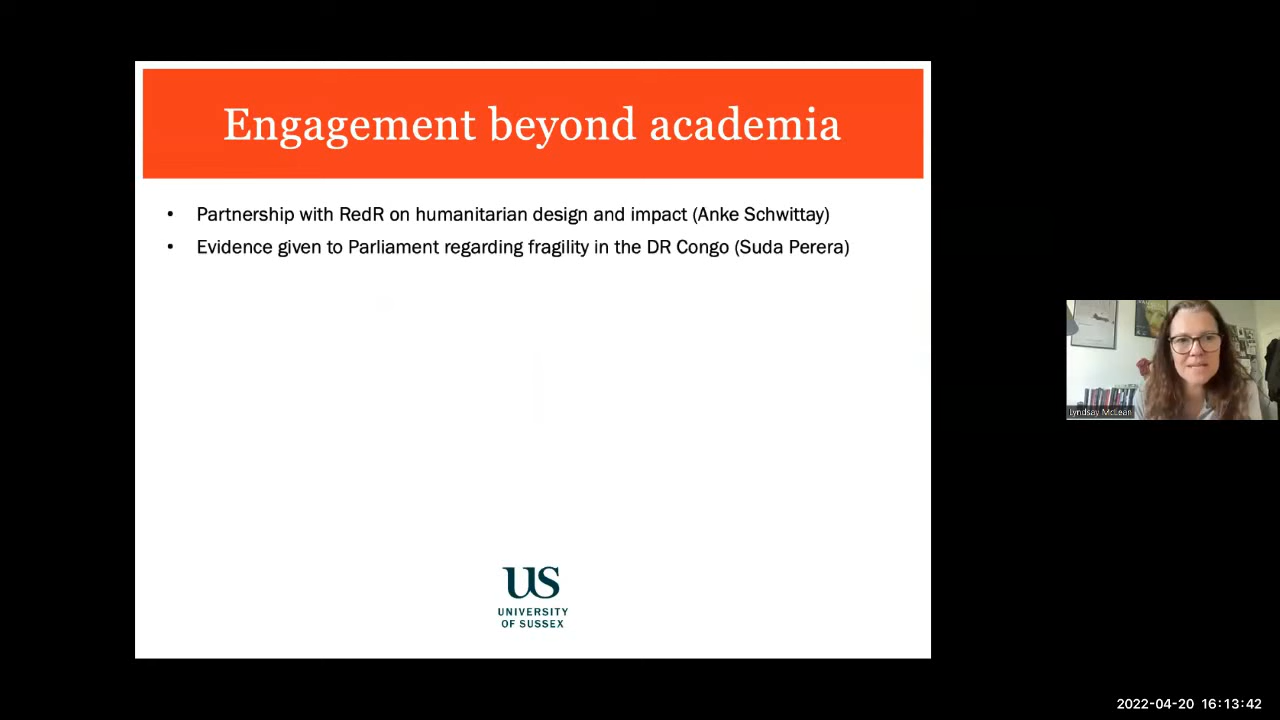 Engagement beyond academia
• Partnership with RedR on humanitarian design and impact (Anke Schwittay)
• Evidence given to Parliament regarding fragility in the DR Congo (Suda Perera)
Lyndsay McLean
US
UNIVERSITY
OF SUSSEX
2022-04-20 16:13:42